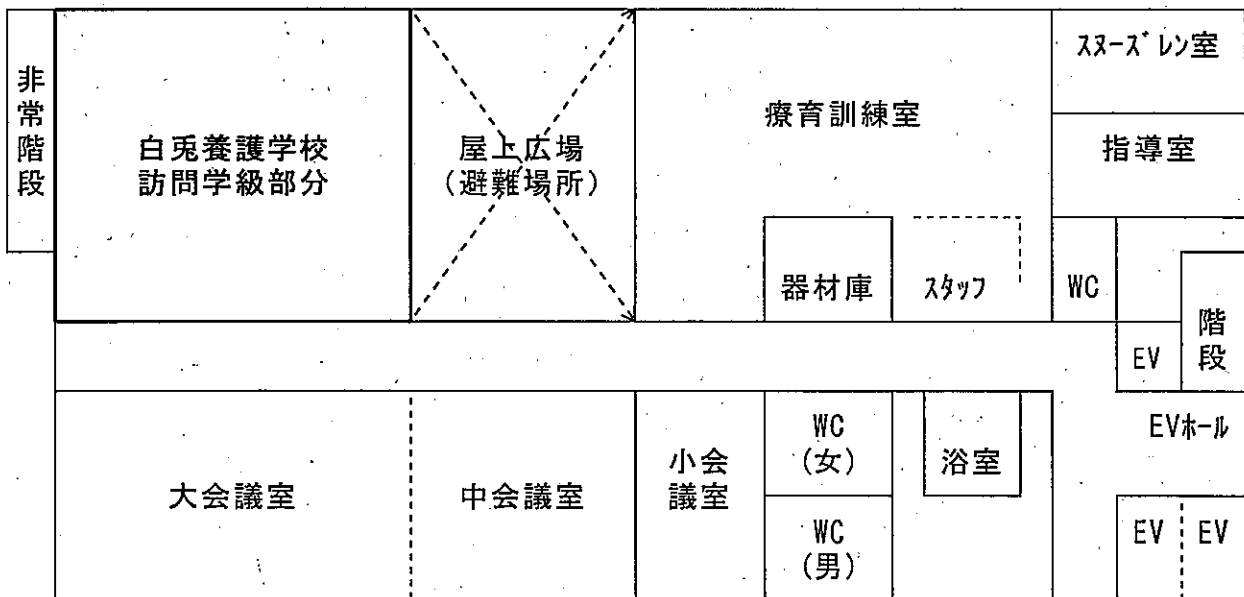 非常階段
白兎養護学校
訪問学級部分
屋上広場
(避難場所)
療育訓練室
スヌーズレン室
指導室
器材庫
スタッフ
WC
階段
EV
EVホール
大会議室
中会議室
小会
議室
WC
(女)
WC
(男)
浴室
EV
EV